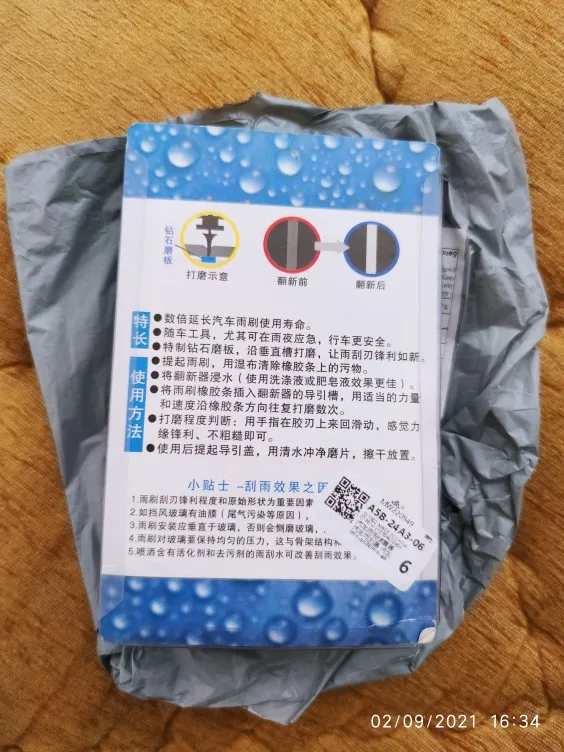 钻石磨板
打磨示意
翻新前
翻新后
特长
●数倍延长汽车雨刷使用寿命。
●随车工具，尤其可在雨夜应急，行车更安全。
●特制钻石磨板，沿垂直槽打磨，让雨刮刃锋利如新。
使用方法
●提起雨刷，用湿布清除橡胶条上的污物。
●将翻新器浸水（使用洗涤液或肥皂液效果更佳）。
●将雨刷橡胶条插入翻新器的导引槽，用适当的力量
和速度沿橡胶条方向往复打磨数次。
●打磨程度判断：用手指在胶刃上来回滑动，感觉刀
缘锋利、不粗糙即可。
●使用后提起导引盖，用清水冲净磨片，擦干放置。
小贴士-刮雨效果之
1.雨刷刮刃锋利程度和原始形状为重要因素
2.如挡风玻璃有油膜（尾气污染等原因），
3.雨刷安装应垂直于玻璃，否则会恻磨玻璃，
4.雨刷对玻璃要保持均匀的压力，这与骨架结构和
5.喷洒含有活化剂和去污剂的雨刮水可改善刮雨效果
A5B-24A3-06
6
02/09/2021 16:34